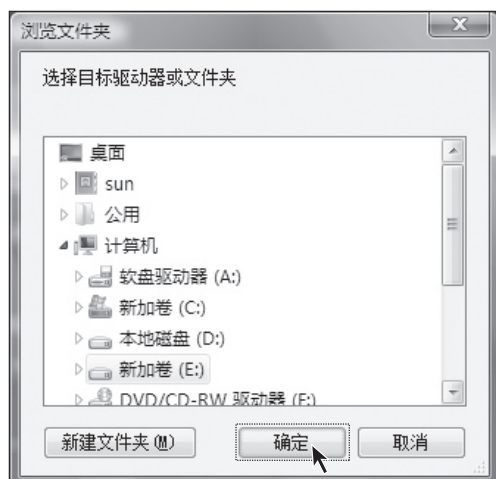 浏览文件夹
选择目标驱动器或文件夹
桌面
sun
公用
计算机
软盘驱动器 (A:)
新加卷 (C:)
本地磁盘 (D:)
新加卷 (E:)
DVD/CD-RW 驱动器 (F:)
新建文件夹(M) 确定 取消